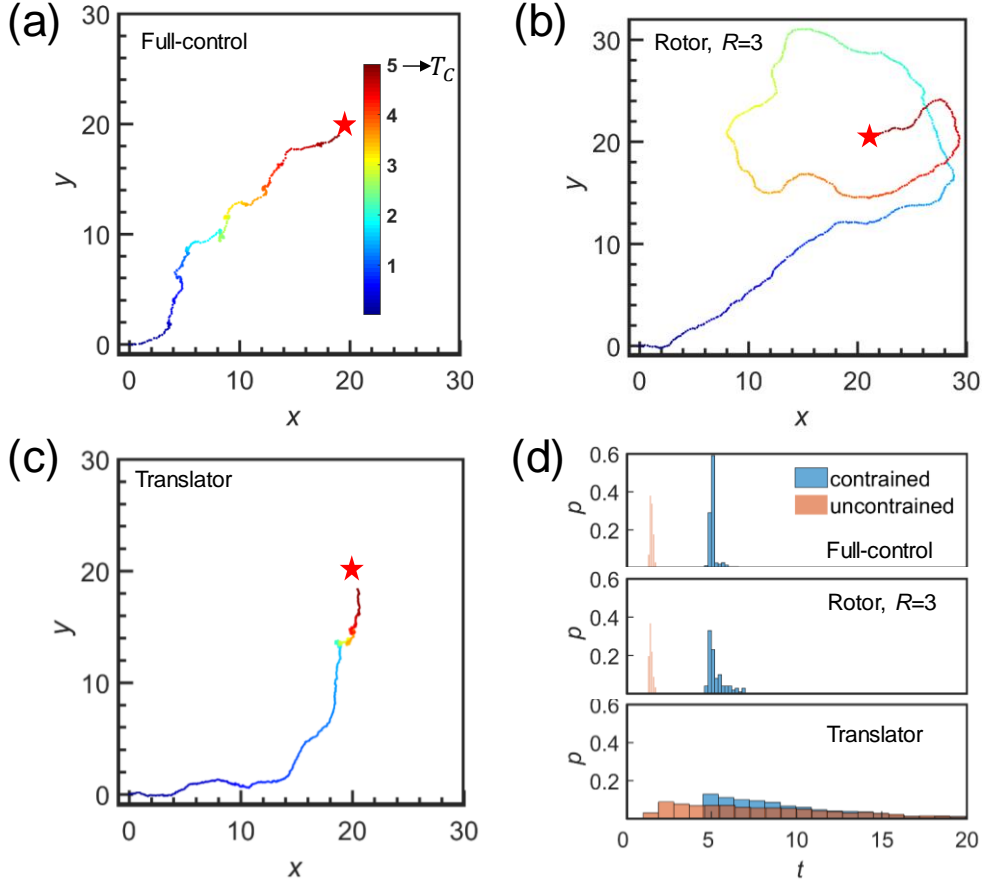 (a)
Full-control
5 → T_C
4
3
2
1
30
20
10
0
y
0 10 20 30
x
(b)
Rotor, R=3
30
20
10
0
y
0 10 20 30
x
(c)
Translator
30
20
10
0
y
0 10 20 30
x
(d)
0.6
0.4
0.2
p
contrained
uncontrained
Full-control
0.6
0.4
0.2
p
Rotor, R=3
0.6
0.4
0.2
p
Translator
0 5 10 15 20
t